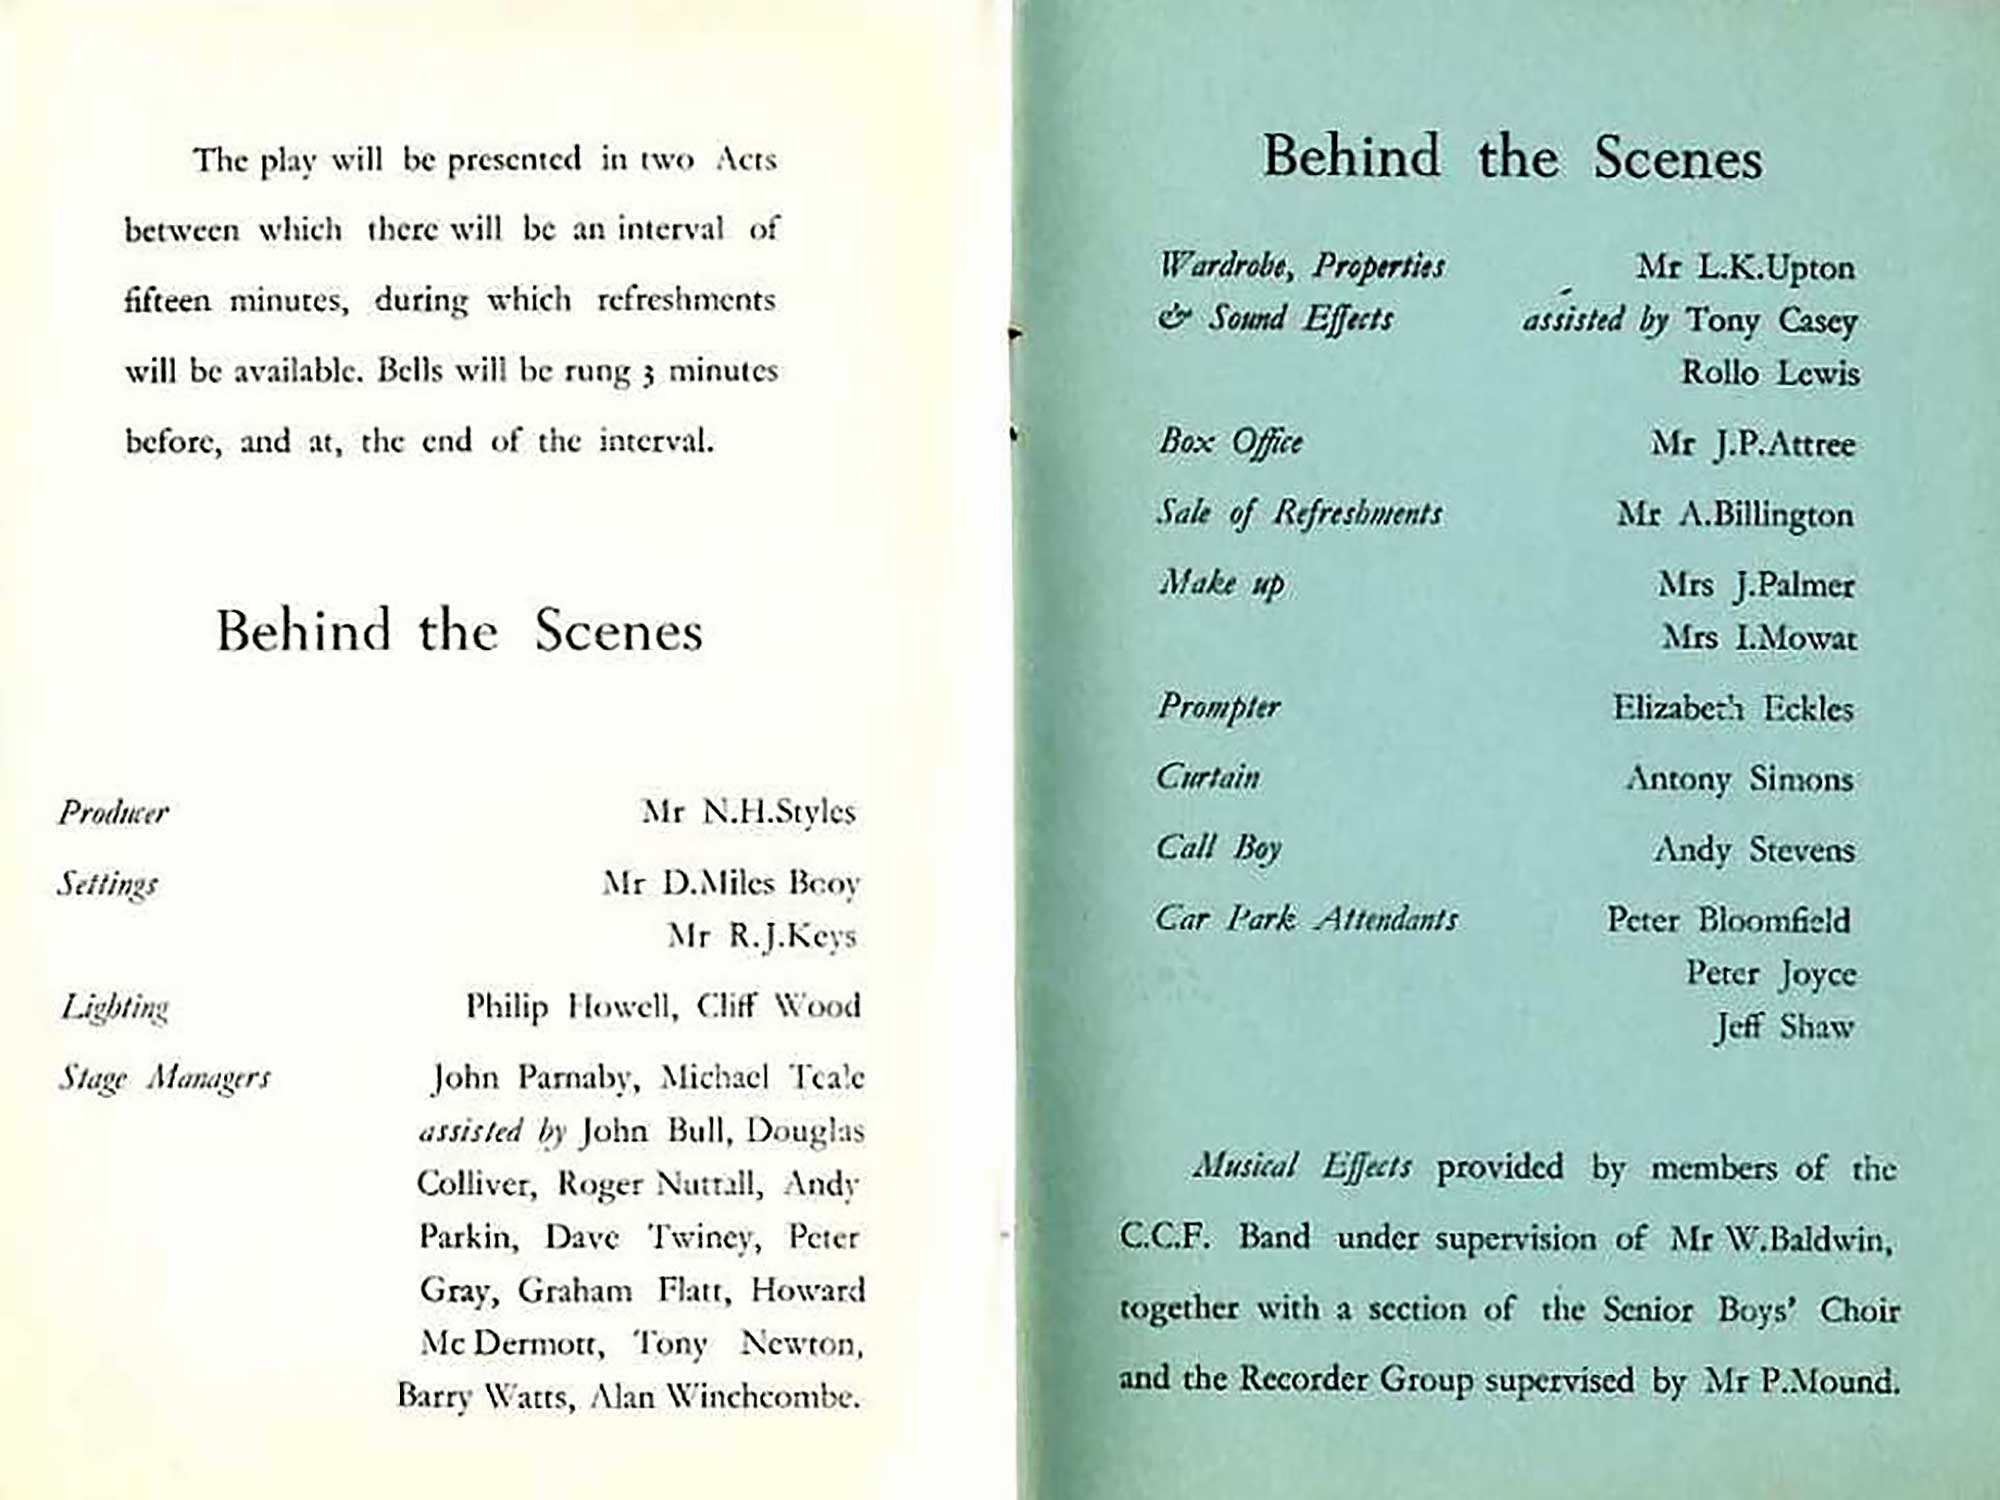 The play will be presented in two Acts
between which there will be an interval of
fifteen minutes, during which refreshments
will be available. Bells will be rung 3 minutes
before, and at, the end of the interval.
Behind the Scenes
Producer Mr N.H.Styles
Settings Mr D.Miles Booy
Mr R.J.Keys
Lighting Philip Howell, Cliff Wood
Stage Managers John Parnaby, Michael Teale
assisted by John Bull, Douglas
Colliver, Roger Nuttall, Andy
Parkin, Dave Twiney, Peter
Gray, Graham Flatt, Howard
Mc Dermott, Tony Newton,
Barry Watts, Alan Winchcombe.
Behind the Scenes
Wardrobe, Properties Mr L.K.Upton
& Sound Effects assisted by Tony Casey
Rollo Lewis
Box Office Mr J.P.Attree
Sale of Refreshments Mr A.Billington
Make up Mrs J.Palmer
Mrs I.Mowat
Prompter Elizabeth Eckles
Curtain Antony Simons
Call Boy Andy Stevens
Car Park Attendants Peter Bloomfield
Peter Joyce
Jeff Shaw
Musical Effects provided by members of the
C.C.F. Band under supervision of Mr W.Baldwin,
together with a section of the Senior Boys' Choir
and the Recorder Group supervised by Mr P.Mound.